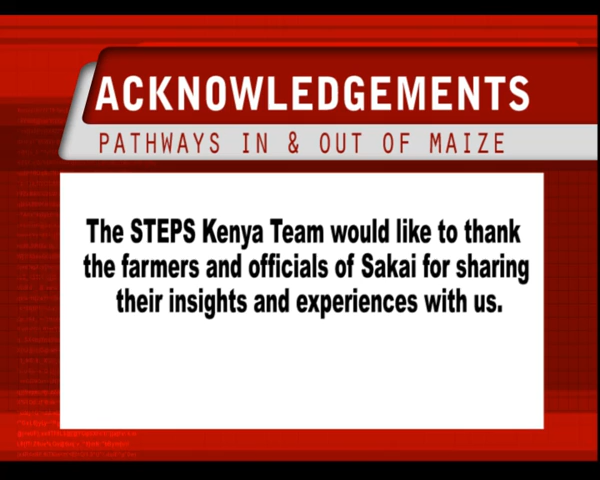 ACKNOWLEDGEMENTS
PATHWAYS IN & OUT OF MAIZE
The STEPS Kenya Team would like to thank
the farmers and officials of Sakai for sharing
their insights and experiences with us.